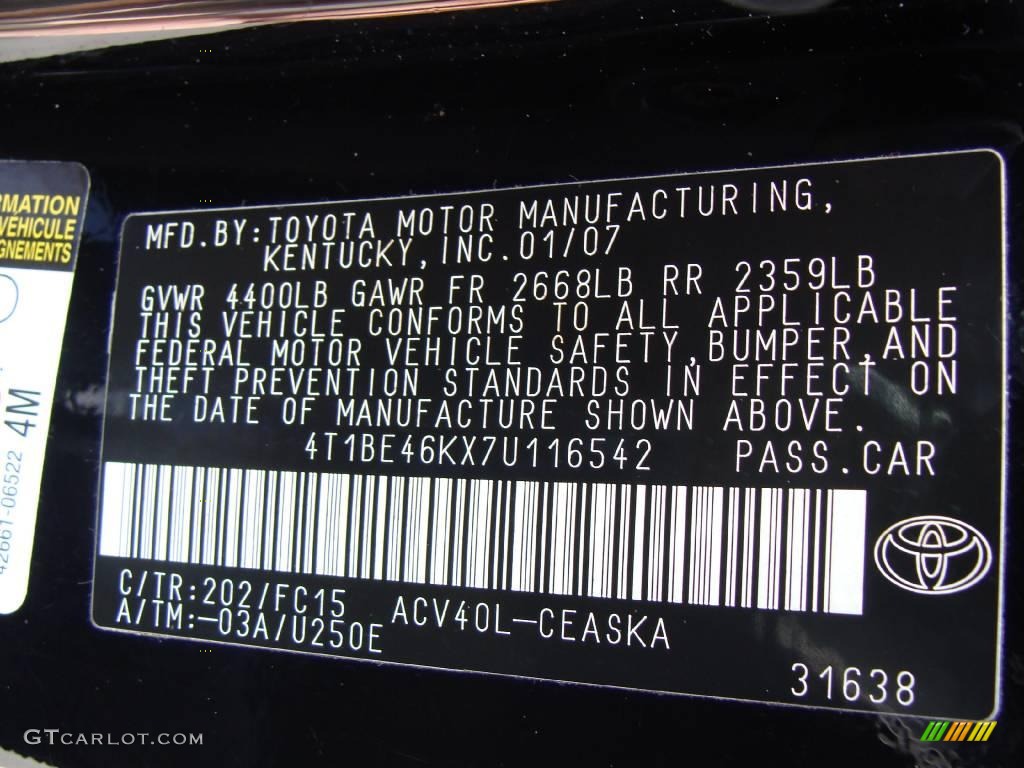 RMATION
VÉHICULE
GNEMENTS
42661-06522 4M
MFD.BY:TOYOTA MOTOR MANUFACTURING,
KENTUCKY,INC.01/07
GVWR 4400LB GAWR FR 2668LB RR 2359LB
THIS VEHICLE CONFORMS TO ALL APPLICABLE
FEDERAL MOTOR VEHICLE SAFETY,BUMPER,AND
THEFT PREVENTION STANDARDS IN EFFECT ON
THE DATE OF MANUFACTURE SHOWN ABOVE.
4T1BE46KX7U116542 PASS.CAR
C/TR:202/FC15 ACV40L-CEASKA
A/TM:-03A/U250E
31638
GTCARLOT.COM